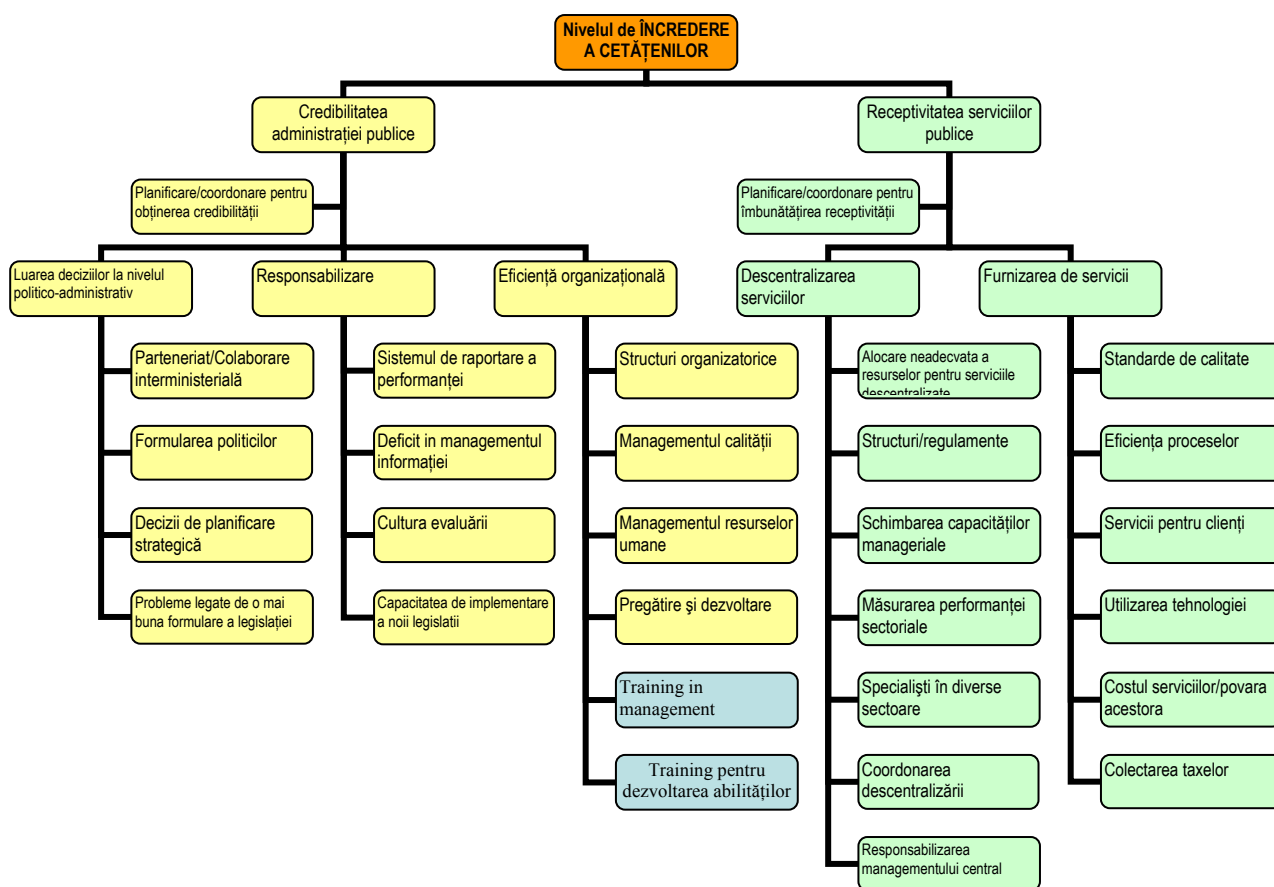 Nivelul de ÎNCREDERE
A CETĂȚENILOR
Credibilitatea
administrației publice
Receptivitatea serviciilor
publice
Planificare/coordonare pentru
obținerea credibilității
Planificare/coordonare pentru
îmbunătățirea receptivității
Luarea deciziilor la nivelul
politico-administrativ
Responsabilizare
Eficiență organizațională
Descentralizarea
serviciilor
Furnizarea de servicii
Parteneriat/Colaborare
interministerială
Formularea politicilor
Decizii de planificare
strategică
Probleme legate de o mai
buna formulare a legislației
Sistemul de raportare a
performanței
Deficit in managementul
informației
Cultura evaluării
Capacitatea de implementare
a noii legislatii
Structuri organizatorice
Managementul calității
Managementul resurselor
umane
Pregătire şi dezvoltare
Training in
management
Training pentru
dezvoltarea abilităților
Alocare neadecvata a
resurselor pentru serviciile
descentralizate
Structuri/regulamente
Schimbarea capacităților
manageriale
Măsurarea performanței
sectoriale
Specialişti în diverse
sectoare
Coordonarea
descentralizării
Responsabilizarea
managementului central
Standarde de calitate
Eficiența proceselor
Servicii pentru clienți
Utilizarea tehnologiei
Costul serviciilor/povara
acestora
Colectarea taxelor